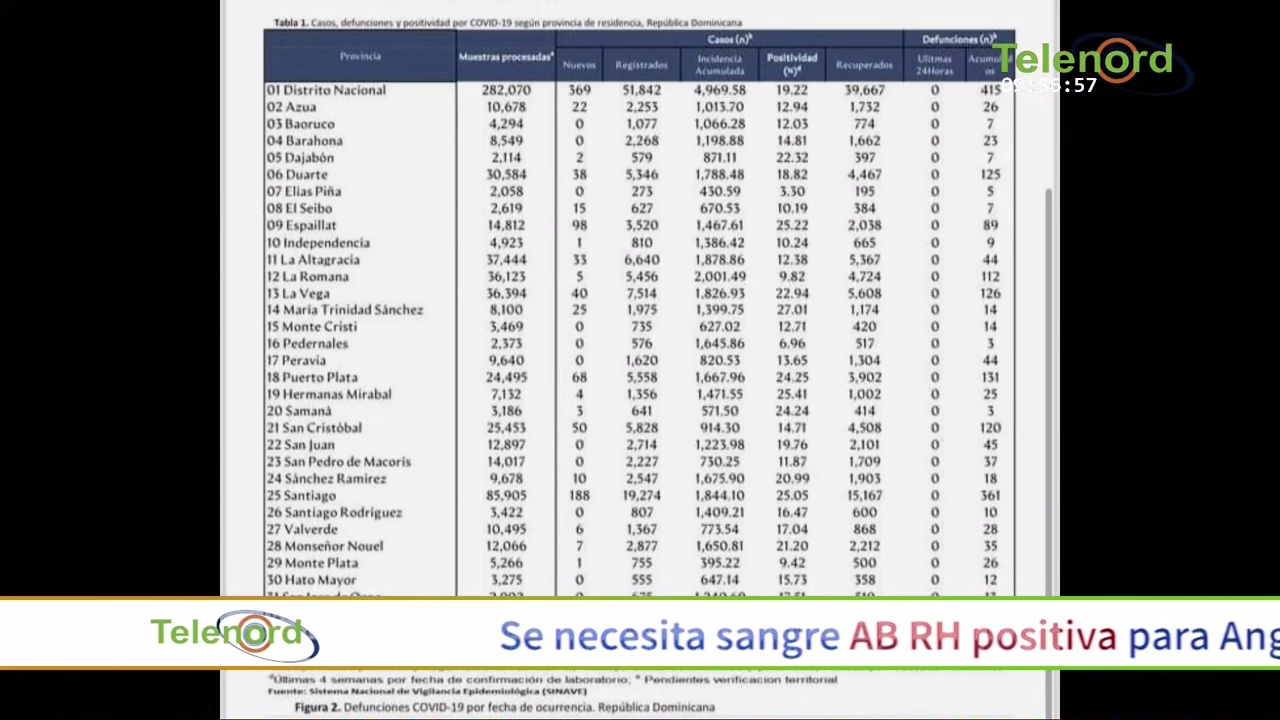 Tabla 1. Casos, defunciones y positividad por COVID-19 según provincia de residencia, República Dominicana
Casos (n)ᵇ Defunciones (n)ᵇ
Provincia Muestras procesadasᵃ Nuevos Registrados Incidencia Acumulada Positividad (%)ᵈ Recuperados Ulitmas 24Horas
Telenord
01 Distrito Nacional 282,070 369 51,842 4,969.58 19.22 39,667 0 415
02 Azua 10,678 22 2,253 1,013.70 12.94 1,732 0 26
03 Baoruco 4,294 0 1,077 1,066.28 12.03 774 0 7
04 Barahona 8,549 0 2,268 1,198.88 14.81 1,662 0 23
05 Dajabón 2,114 2 579 871.11 22.32 397 0 7
06 Duarte 30,584 38 5,346 1,788.48 18.82 4,467 0 125
07 Elías Piña 2,058 0 273 430.59 3.30 195 0 5
08 El Seibo 2,619 15 627 670.53 10.19 384 0 7
09 Espaillat 14,812 98 3,520 1,467.61 25.22 2,038 0 89
10 Independencia 4,923 1 810 1,386.42 10.24 665 0 9
11 La Altagracia 37,444 33 6,640 1,878.86 12.38 5,367 0 44
12 La Romana 36,123 5 5,456 2,001.49 9.82 4,724 0 112
13 La Vega 36,394 40 7,514 1,826.93 22.94 5,608 0 126
14 María Trinidad Sánchez 8,100 25 1,975 1,399.75 27.01 1,174 0 14
15 Monte Cristi 3,469 0 735 627.02 12.71 420 0 14
16 Pedernales 2,373 0 576 1,645.86 6.96 517 0 3
17 Peravia 9,640 0 1,620 820.53 13.65 1,304 0 44
18 Puerto Plata 24,495 68 5,558 1,667.96 24.25 3,902 0 131
19 Hermanas Mirabal 7,132 4 1,356 1,471.55 25.41 1,002 0 25
20 Samaná 3,186 3 641 571.50 24.24 414 0 3
21 San Cristóbal 25,453 50 5,828 914.30 14.71 4,508 0 120
22 San Juan 12,897 0 2,714 1,223.98 19.76 2,101 0 45
23 San Pedro de Macorís 14,017 0 2,227 730.25 11.87 1,709 0 37
24 Sánchez Ramírez 9,678 10 2,547 1,675.90 20.99 1,903 0 18
25 Santiago 85,905 188 19,274 1,844.10 25.05 15,167 0 361
26 Santiago Rodríguez 3,422 0 807 1,409.21 16.47 600 0 10
27 Valverde 10,495 6 1,367 773.54 17.04 868 0 28
28 Monseñor Nouel 12,066 7 2,877 1,650.81 21.20 2,212 0 35
29 Monte Plata 5,266 1 755 395.22 9.42 500 0 26
30 Hato Mayor 3,275 0 555 647.14 15.73 358 0 12
Telenord Se necesita sangre AB RH positiva para Ang
ᵈÚltimas 4 semanas por fecha de confirmación de laboratorio; ᵉ Pendientes verificacion territorial
Fuente: Sistema Nacional de Vigilancia Epidemiológica (SINAVE)
Figura 2. Defunciones COVID-19 por fecha de ocurrencia. República Dominicana